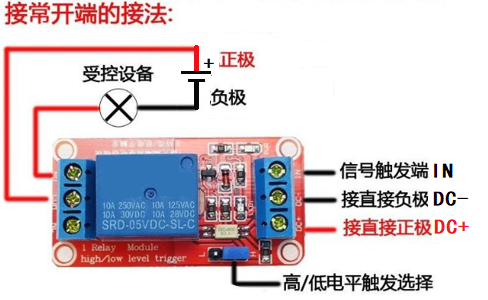 接常开端的接法:
+
正极
受控设备
负极
信号触发端 IN
接直接负极 DC-
接直接正极 DC+
IN
DC-
DC+
10A 250VAC 10A 125VAC
10A 30VDC 10A 28VDC
SRD-05VDC-SL-C
1 Relay Module
high/low level trigger
L
H
高/低电平触发选择